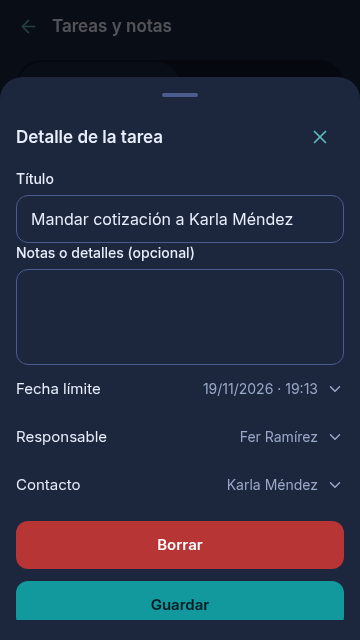 Tareas y notas
Detalle de la tarea
Título
Mandar cotización a Karla Méndez
Notas o detalles (opcional)
Fecha límite 19/11/2026 · 19:13
Responsable Fer Ramírez
Contacto Karla Méndez
Borrar
Guardar